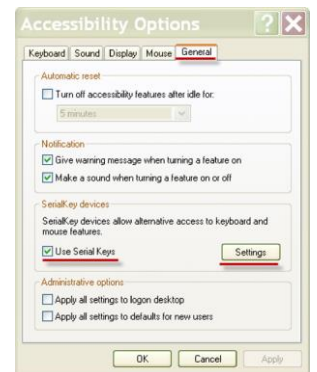 Accessibility Options
Keyboard Sound Display Mouse General
Automatic reset
Turn off accessibility features after idle for:
5 minutes
Notification
Give warning message when turning a feature on
Make a sound when turning a feature on or off
SerialKey devices
SerialKey devices allow alternative access to keyboard and
mouse features.
Use Serial Keys Settings
Administrative options
Apply all settings to logon desktop
Apply all settings to defaults for new users
OK Cancel Apply